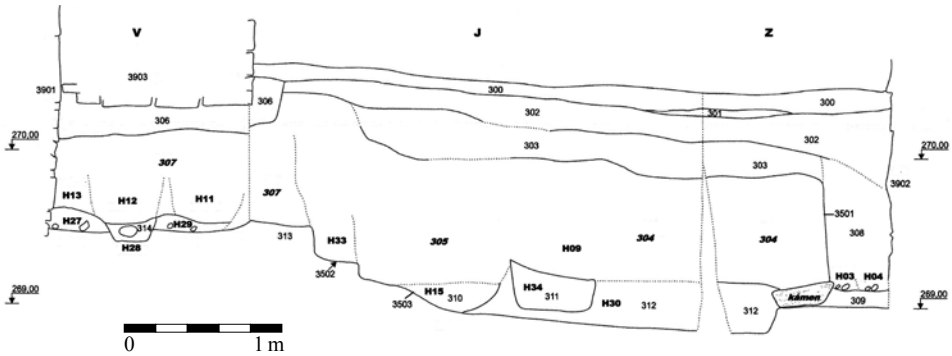 V J Z
3903
3901
300
300
306
302
301
306
302
270,00
303
303
270,00
307
307
3902
H13 H12 H11
3501
308
H27 314 H29
313 H33 305 H09 304 304
H28
3502
H15 H34 H03 H04
269,00
3503 310 311 H30 312 312 kámen 309
269,00
0 1 m